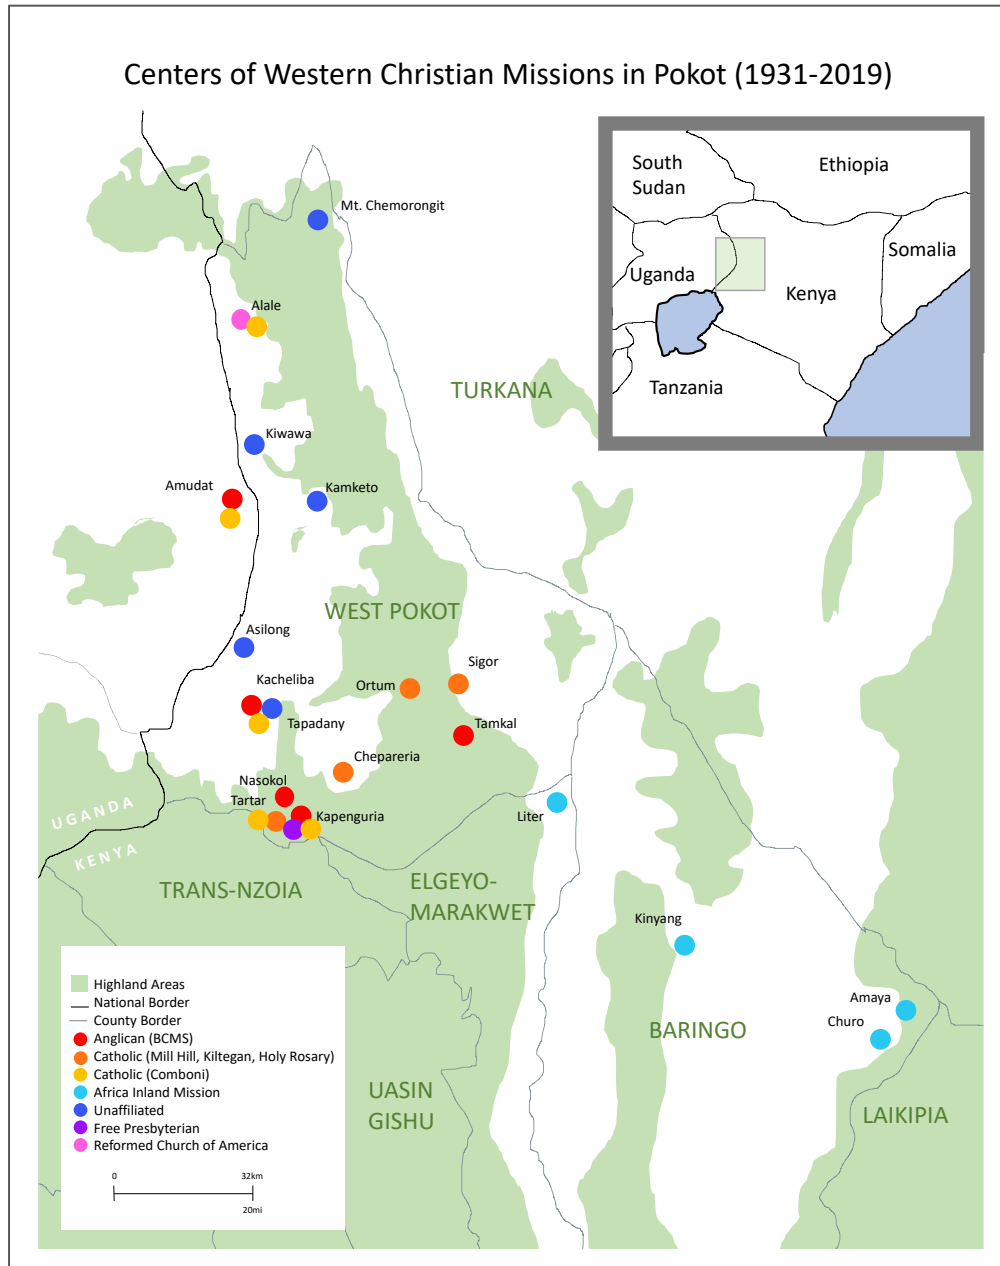 Centers of Western Christian Missions in Pokot (1931-2019)
South
Sudan
Ethiopia
Somalia
Uganda
Kenya
Tanzania
Mt. Chemorongit
Alale
TURKANA
Kiwawa
Amudat
Kamketo
WEST POKOT
Asilong
Sigor
Kacheliba
Ortum
Tapadany
Tamkal
Chepareria
Nasokol
Tartar
Kapenguria
Liter
UGANDA
KENYA
TRANS-NZOIA
ELGEYO-
MARAKWET
Kinyang
Amaya
Churo
BARINGO
UASIN
GISHU
LAIKIPIA
Highland Areas
National Border
County Border
Anglican (BCMS)
Catholic (Mill Hill, Kiltegan, Holy Rosary)
Catholic (Comboni)
Africa Inland Mission
Unaffiliated
Free Presbyterian
Reformed Church of America
0 32km
20mi